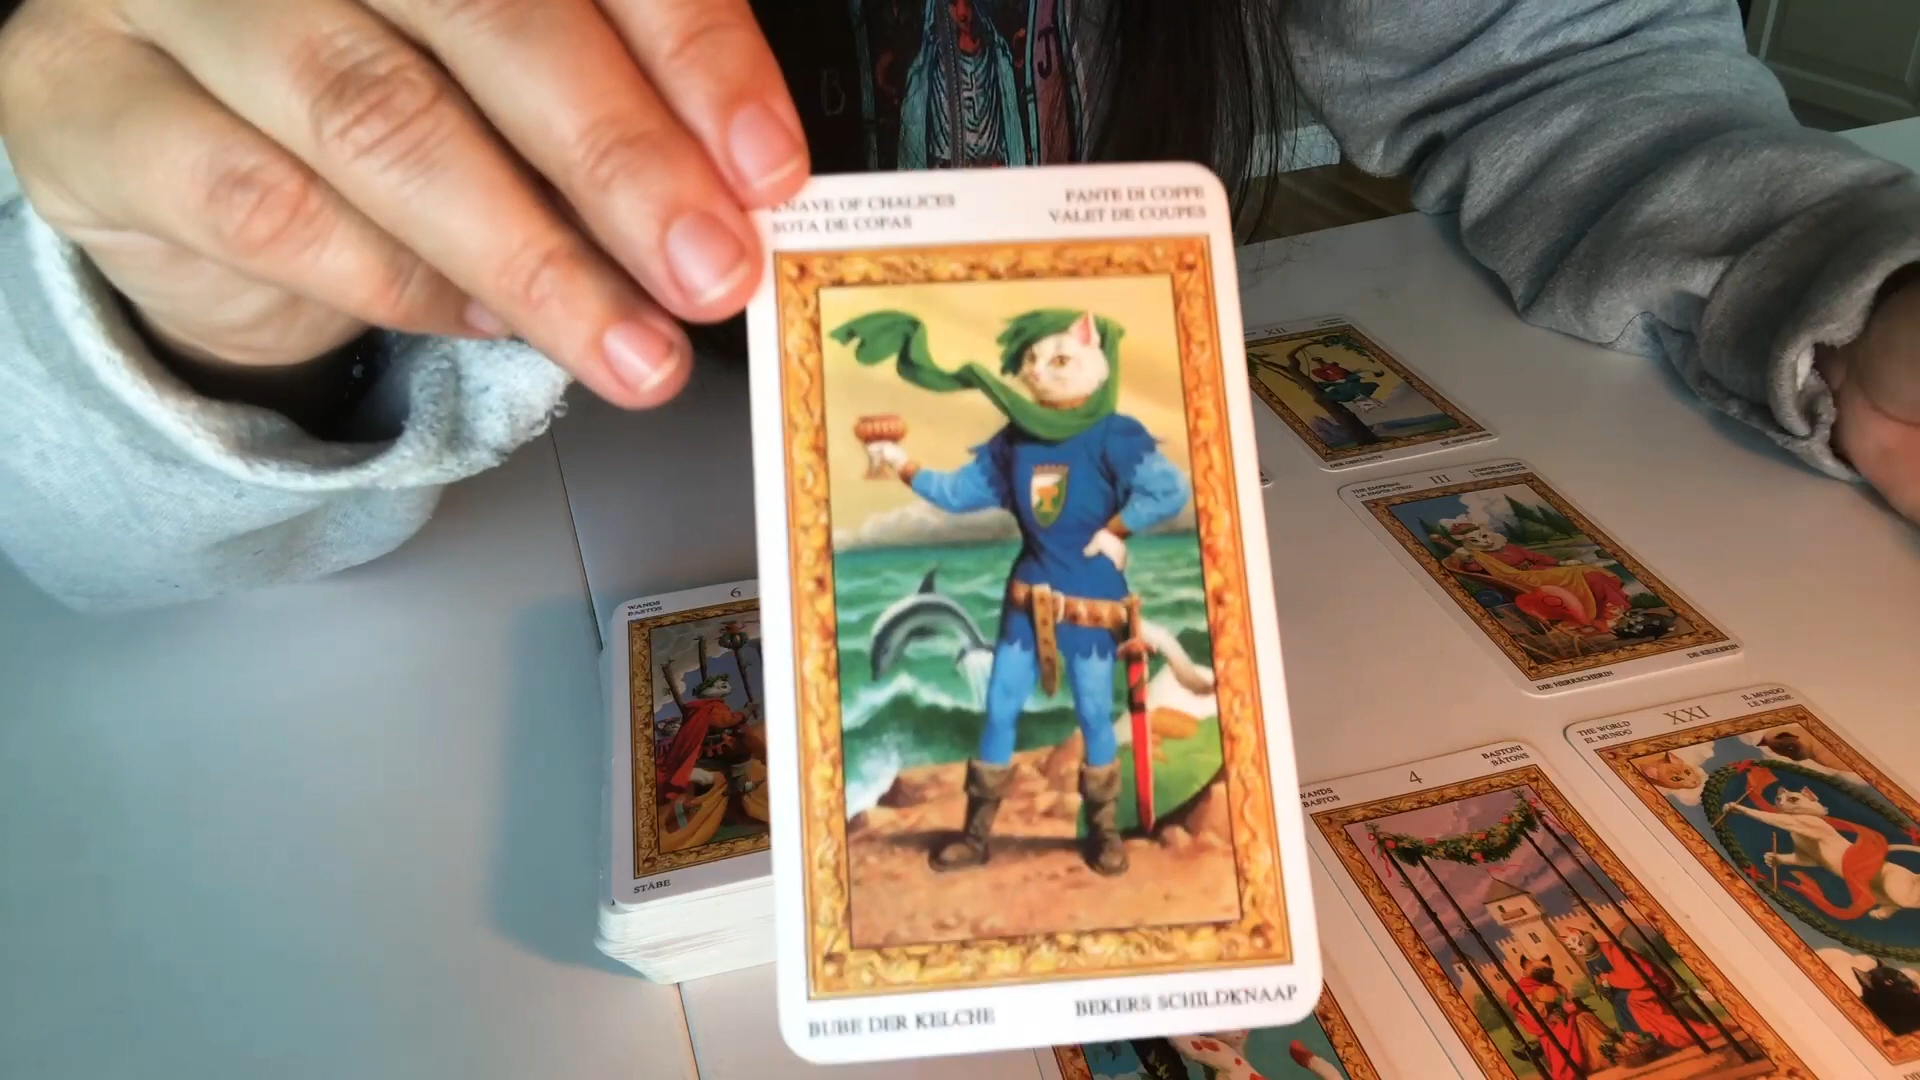 KNAVE OF CHALICES
SOTA DE COPAS
FANTE DI COPPE
VALET DE COUPES
BUBE DER KELCHE
BEKERS SCHILDKNAAP
WANDS
BASTOS
6
STÄBE
XII
III
DIE HERRSCHERIN
DE KEIZERIN
THE WORLD
EL MUNDO
XXI
IL MONDO
LE MONDE
WANDS
BASTOS
4
BASTONI
BÂTONS